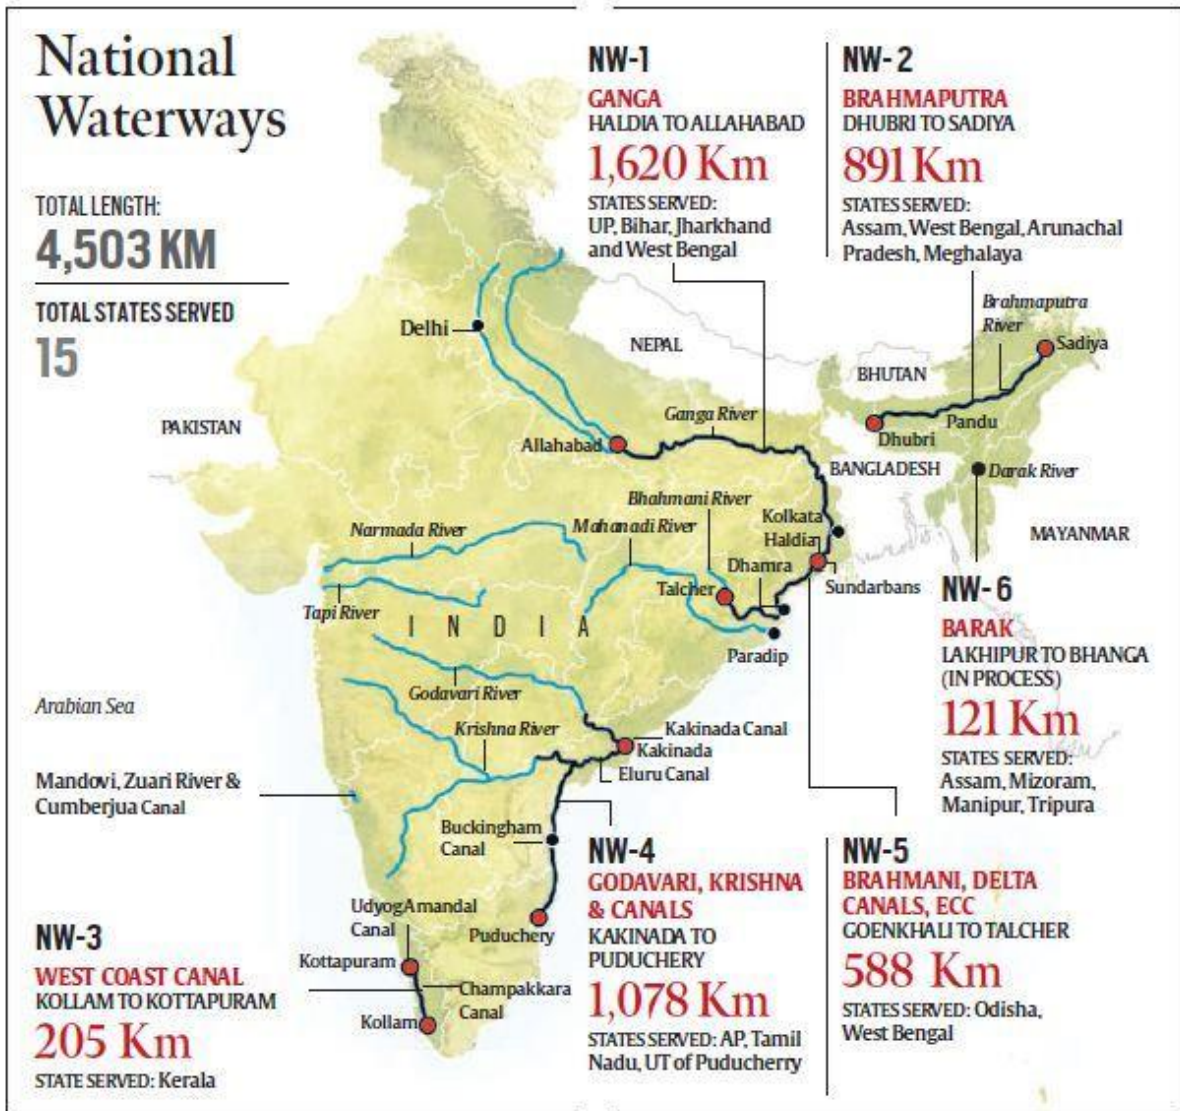 National
Waterways
TOTAL LENGTH:
4,503 KM
TOTAL STATES SERVED
15
NW-1
GANGA
HALDIA TO ALLAHABAD
1,620 Km
STATES SERVED:
UP, Bihar, Jharkhand
and West Bengal
NW-2
BRAHMAPUTRA
DHUBRI TO SADIYA
891 Km
STATES SERVED:
Assam, West Bengal, Arunachal
Pradesh, Meghalaya
Brahmaputra
River
Sadiya
Delhi
NEPAL
BHUTAN
PAKISTAN
Ganga River
Pandu
Dhubri
Allahabad
BANGLADESH
Darak River
Bhahmani River
Narmada River
Mahanadi River
Kolkata
Haldia
MAYANMAR
Dhamra
Talcher
Sundarbans
Tapi River
INDIA
Paradip
NW-6
BARAK
LAKHIPUR TO BHANGA
(IN PROCESS)
121 Km
STATES SERVED:
Assam, Mizoram,
Manipur, Tripura
Arabian Sea
Godavari River
Krishna River
Kakinada Canal
Kakinada
Eluru Canal
Mandovi, Zuari River &
Cumberjua Canal
Buckingham
Canal
UdyogAmandal
Canal
Puduchery
Kottapuram
Champakkara
Canal
Kollam
NW-3
WEST COAST CANAL
KOLLAM TO KOTTAPURAM
205 Km
STATE SERVED: Kerala
NW-4
GODAVARI, KRISHNA
& CANALS
KAKINADA TO
PUDUCHERY
1,078 Km
STATES SERVED: AP, Tamil
Nadu, UT of Puducherry
NW-5
BRAHMANI, DELTA
CANALS, ECC
GOENKHALI TO TALCHER
588 Km
STATES SERVED: Odisha,
West Bengal